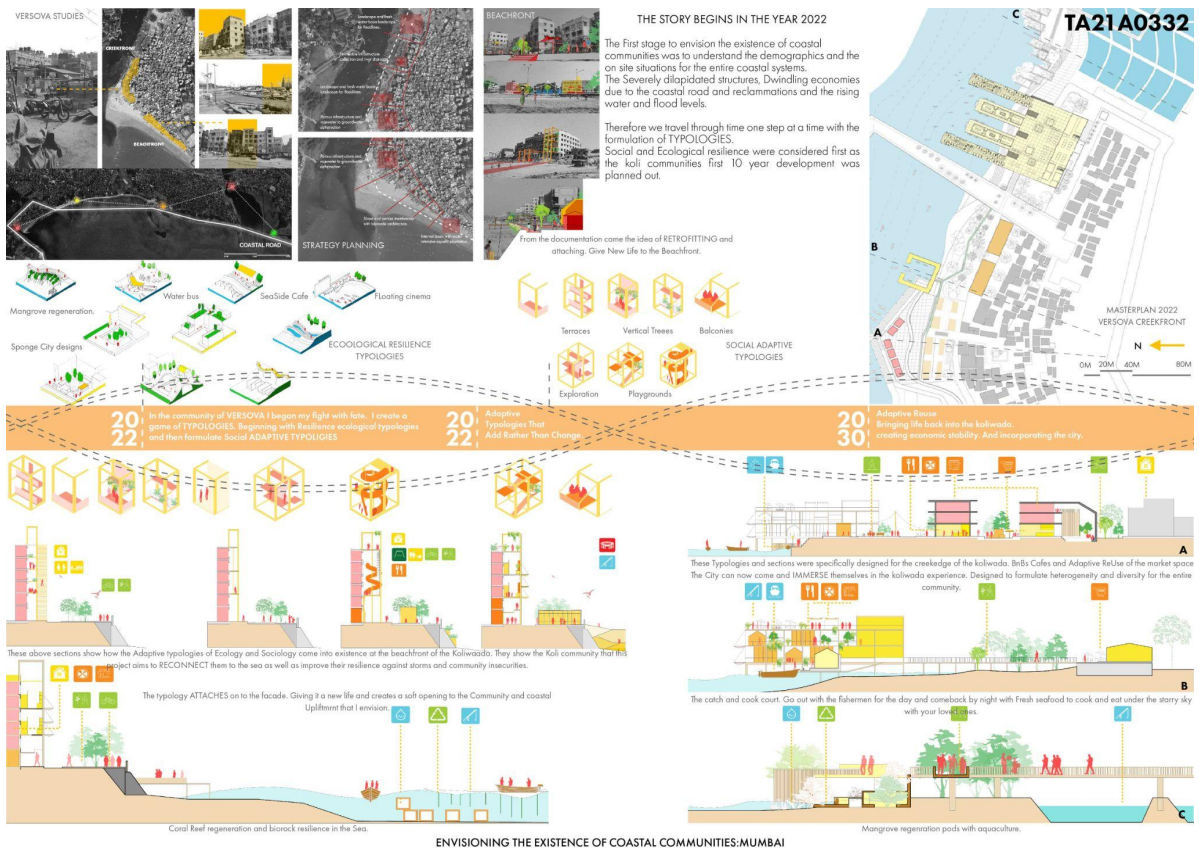 VERSOVA STUDIES
CREEKFRONT
BEACHFRONT
COASTAL ROAD
Landscape and fresh
STRATEGY PLANNING
BEACHRONT
THE STORY BEGINS IN THE YEAR 2022
The First stage to envision the existence of coastal
communities was to understand the demographics and the
on site situations for the entire coastal systems.
The Severely dilapidated structures, Dwindling economies
due to the coastal road and reclamations and the rising
water and flood levels.
Therefore we travel through time one step at a time with the
formulation of TYPOLOGIES.
Social and Ecological resilience were considered first as
the koli communities first 10 year development was
planned out.
From the documentation came the idea of RETROFITTING and
attaching. Give New Life to the Beachfront.
TA21A0332
C
B
A
MASTERPLAN 2022
VERSOVA CREEKFRONT
N
0M 20M 40M 80M
Mangrove regeneration.
Water bus
SeaSide Cafe
FLoating cinema
Sponge City designs
ECOOLOGICAL RESILIENCE
TYPOLOGIES
Terraces
Vertical Treees
Balconies
SOCIAL ADAPTIVE
TYPOLOGIES
Exploration
Playgrounds
20
22
In the community of VERSOVA I began my fight with fate. I create a
game of TYPOLOGIES. Beginning with Resilience ecological typologies
and then formulate Social ADAPTIVE TYPOLIGIES
20
22
Adaptive
Typologies That
Add Rather Than Change
20
30
Adaptive Reuse
Bringing life back into the koliwada.
creating economic stability. And incorporating the city.
These above sections show how the Adaptive typologies of Ecology and Sociology come into existence at the beachfront of the Koliwaada. They show the Koli community that this
project aims to RECONNECT them to the sea as well as improve their resilience against storms and community insecurities.
The typology ATTACHES on to the facade. Giving it a new life and creates a soft opening to the Community and coastal
Upliftmrnt that I envision.
Coral Reef regeneration and biorock resilience in the Sea.
A
These Typologies and sections were specifically designed for the creekedge of the koliwada. BnBs Cafes and Adaptive ReUse of the market space
The City can now come and IMMERSE themselves in the koliwada experience. Designed to formulate heterogeneity and diversity for the entire
community.
B
The catch and cook court. Go out with the fishermen for the day and comeback by night with Fresh seafood to cook and eat under the starry sky
with your loved ones.
C
Mangrove regenration pods with aquaculture.
ENVISIONING THE EXISTENCE OF COASTAL COMMUNITIES:MUMBAI